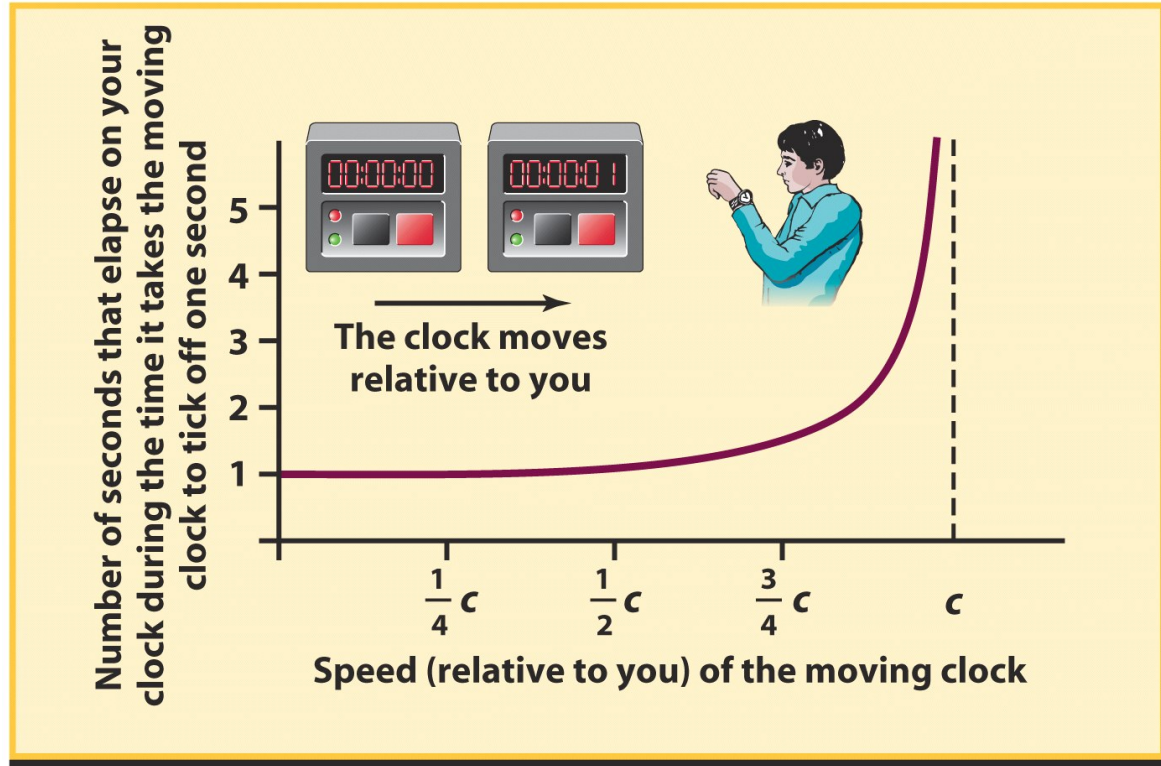 Number of seconds that elapse on your
clock during the time it takes the moving
clock to tick off one second
00:00:00
00:00:01
The clock moves
relative to you
5
4
3
2
1
1/4 c
1/2 c
3/4 c
c
Speed (relative to you) of the moving clock